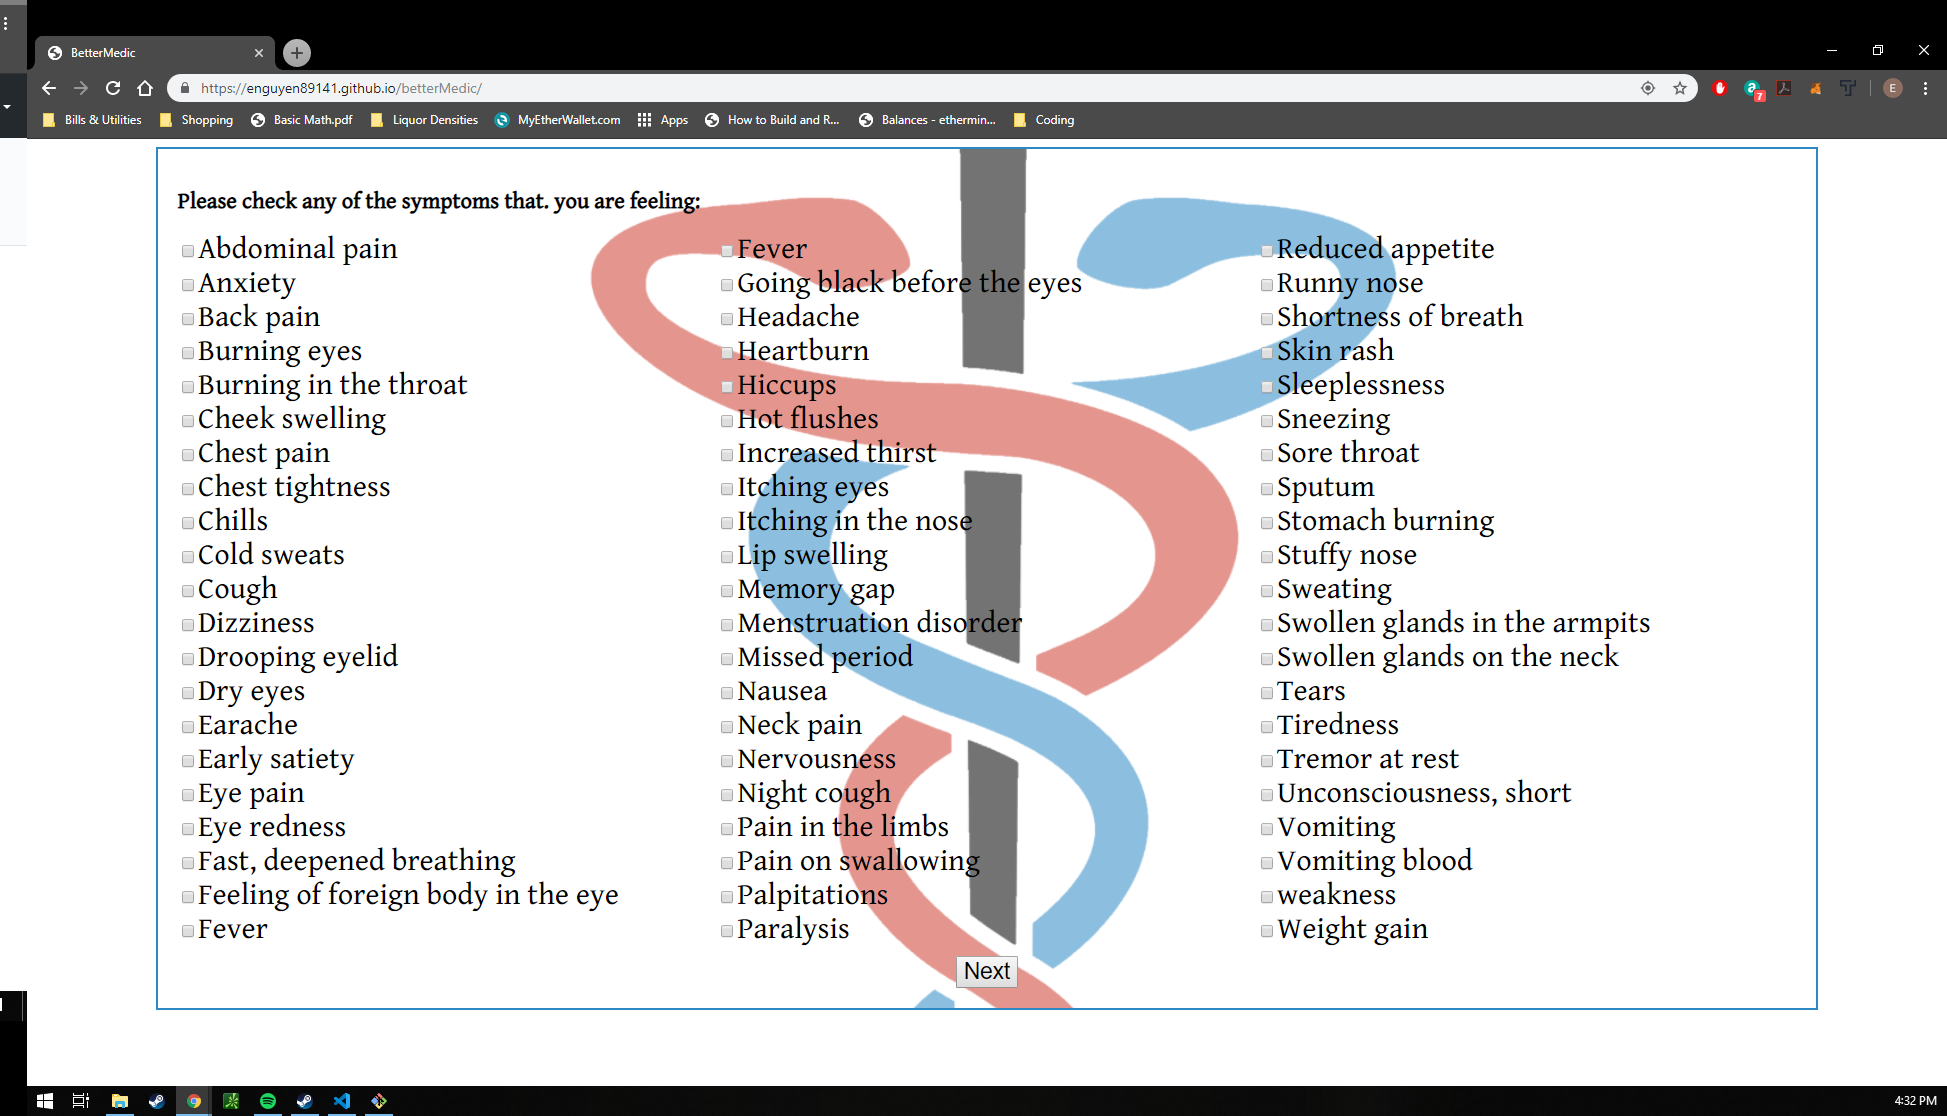 BetterMedic
https://enguyen89141.github.io/betterMedic/
7
E
Bills & Utilities
Shopping
Basic Math.pdf
Liquor Densities
MyEtherWallet.com
Apps
How to Build and R...
Balances - ethermin...
Coding
Please check any of the symptoms that. you are feeling:
Abdominal pain
Anxiety
Back pain
Burning eyes
Burning in the throat
Cheek swelling
Chest pain
Chest tightness
Chills
Cold sweats
Cough
Dizziness
Drooping eyelid
Dry eyes
Earache
Early satiety
Eye pain
Eye redness
Fast, deepened breathing
Feeling of foreign body in the eye
Fever
Fever
Going black before the eyes
Headache
Heartburn
Hiccups
Hot flushes
Increased thirst
Itching eyes
Itching in the nose
Lip swelling
Memory gap
Menstruation disorder
Missed period
Nausea
Neck pain
Nervousness
Night cough
Pain in the limbs
Pain on swallowing
Palpitations
Paralysis
Reduced appetite
Runny nose
Shortness of breath
Skin rash
Sleeplessness
Sneezing
Sore throat
Sputum
Stomach burning
Stuffy nose
Sweating
Swollen glands in the armpits
Swollen glands on the neck
Tears
Tiredness
Tremor at rest
Unconsciousness, short
Vomiting
Vomiting blood
weakness
Weight gain
Next
4:32 PM